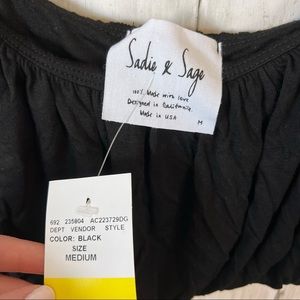 Sadie & Sage
100% Made with love
Designed in California
Made in USA
M
692 235804 AC223729DG
DEPT VENDOR STYLE
COLOR: BLACK
SIZE
MEDIUM